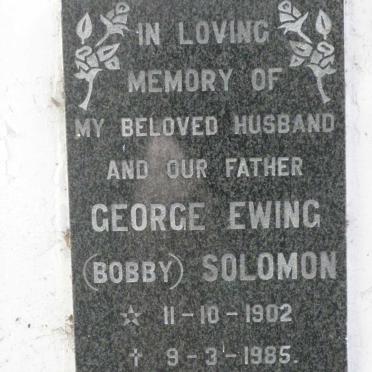 IN LOVING
MEMORY OF
MY BELOVED HUSBAND
AND OUR FATHER
GEORGE EWING
(BOBBY) SOLOMON
☆ 11-10-1902
✝ 9-3-1985.